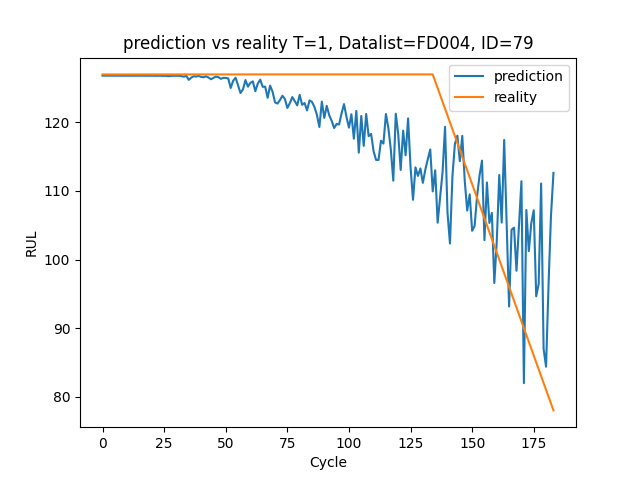 prediction vs reality T=1, Datalist=FD004, ID=79
prediction
reality
RUL
120
110
100
90
80
0 25 50 75 100 125 150 175
Cycle